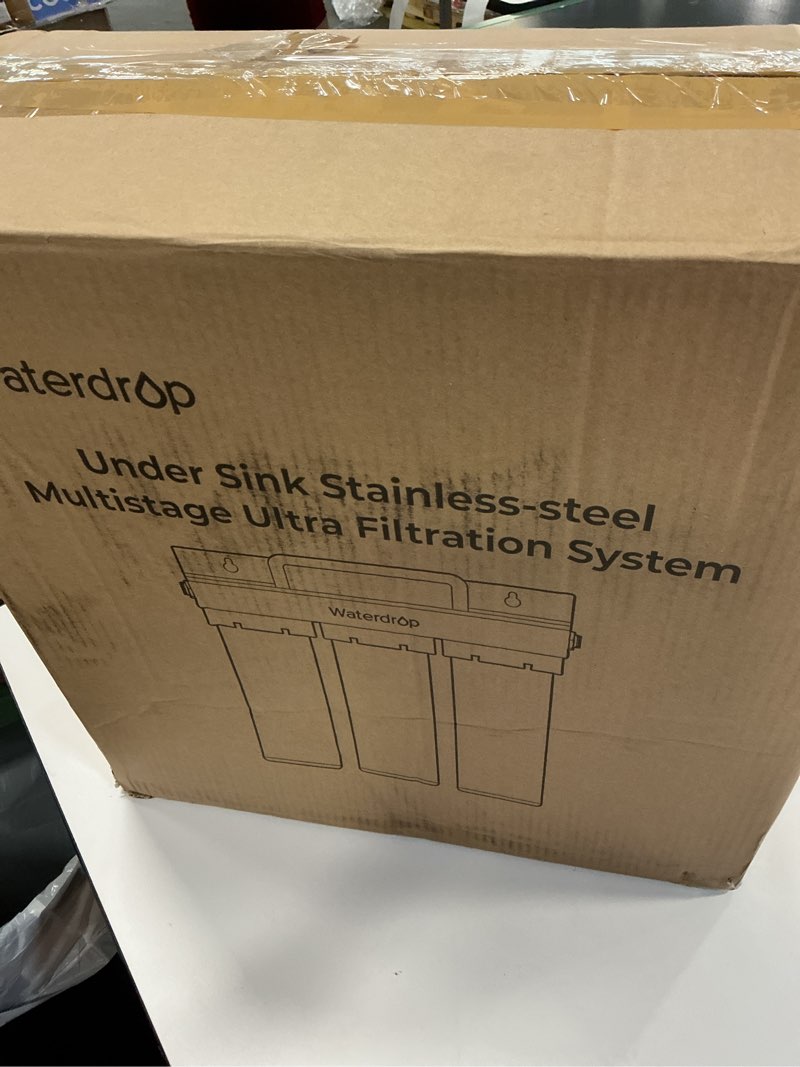 aterdrop
Under Sink Stainless-steel
Multistage Ultra Filtration System
Waterdrop